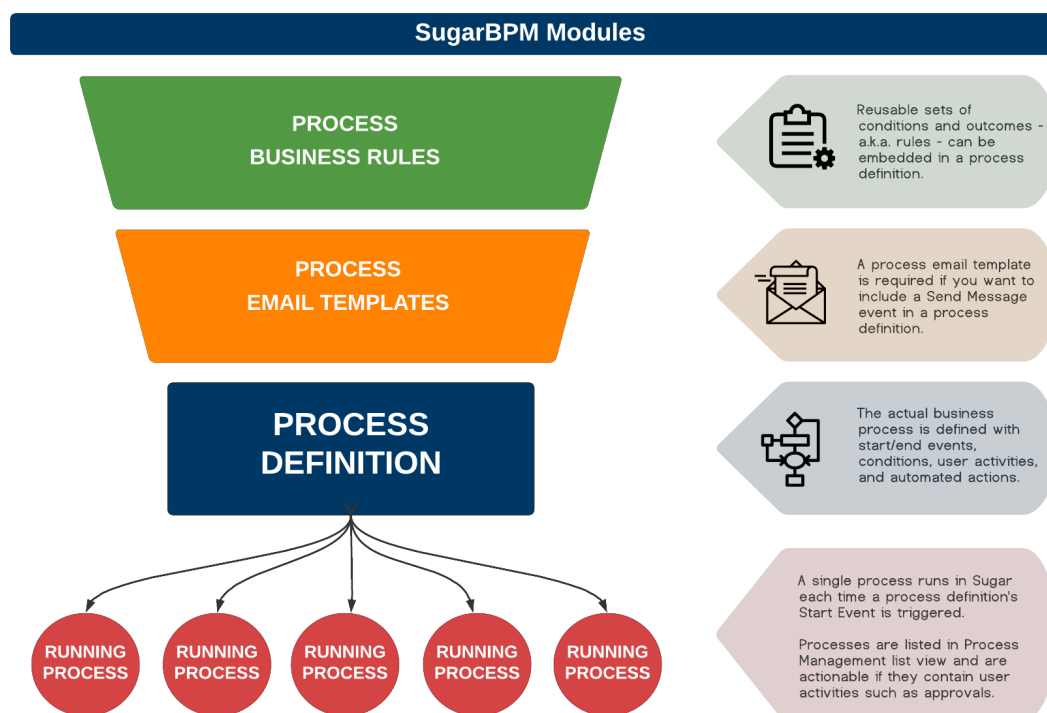 SugarBPM Modules
PROCESS
BUSINESS RULES
Reusable sets of
conditions and outcomes -
a.k.a. rules - can be
embedded in a process
definition.
PROCESS
EMAIL TEMPLATES
A process email template
is required if you want to
include a Send Message
event in a process
definition.
PROCESS
DEFINITION
The actual business
process is defined with
start/end events,
conditions, user activities,
and automated actions.
RUNNING
PROCESS
RUNNING
PROCESS
RUNNING
PROCESS
RUNNING
PROCESS
RUNNING
PROCESS
A single process runs in Sugar
each time a process definition's
Start Event is triggered.
Processes are listed in Process
Management list view and are
actionable if they contain user
activities such as approvals.